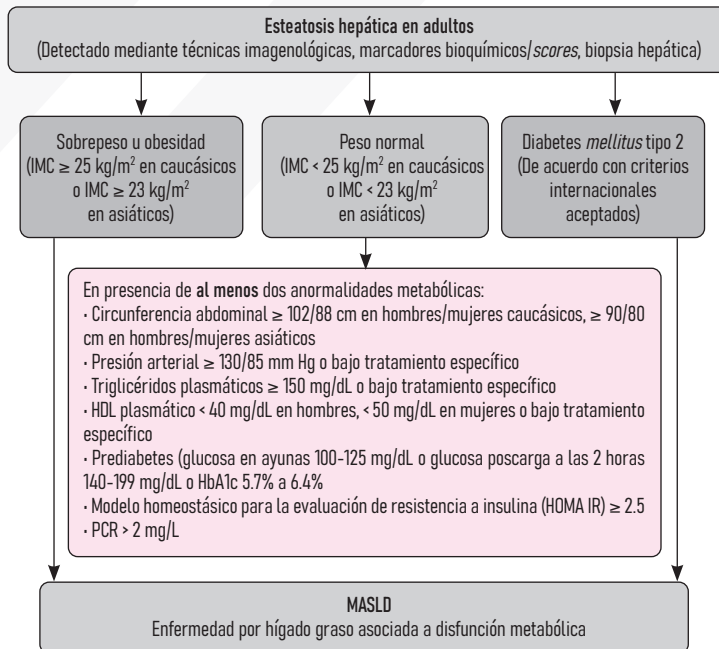 Esteatosis hepática en adultos
(Detectado mediante técnicas imagenológicas, marcadores bioquímicos/scores, biopsia hepática)
Sobrepeso u obesidad
(IMC ≥ 25 kg/m² en caucásicos
o IMC ≥ 23 kg/m²
en asiáticos)
Peso normal
(IMC < 25 kg/m² en caucásicos
o IMC < 23 kg/m²
en asiáticos)
Diabetes mellitus tipo 2
(De acuerdo con criterios
internacionales
aceptados)
En presencia de al menos dos anormalidades metabólicas:
· Circunferencia abdominal ≥ 102/88 cm en hombres/mujeres caucásicos, ≥ 90/80
cm en hombres/mujeres asiáticos
· Presión arterial ≥ 130/85 mm Hg o bajo tratamiento específico
· Triglicéridos plasmáticos ≥ 150 mg/dL o bajo tratamiento específico
· HDL plasmático < 40 mg/dL en hombres, < 50 mg/dL en mujeres o bajo tratamiento
específico
· Prediabetes (glucosa en ayunas 100-125 mg/dL o glucosa poscarga a las 2 horas
140-199 mg/dL o HbA1c 5.7% a 6.4%
· Modelo homeostásico para la evaluación de resistencia a insulina (HOMA IR) ≥ 2.5
· PCR > 2 mg/L
MASLD
Enfermedad por hígado graso asociada a disfunción metabólica